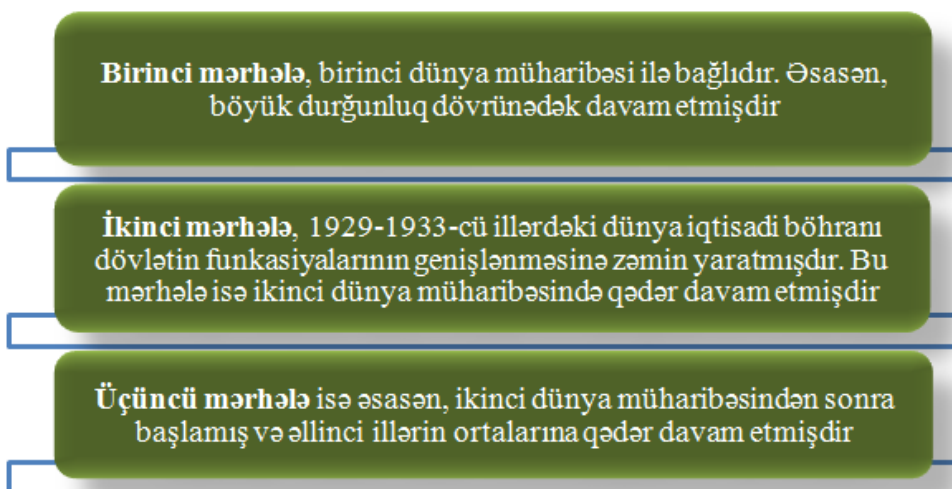 Birinci mərhələ, birinci dünya müharibəsi ilə bağlıdır. Əsasən,
böyük durğunluq dövrünədək davam etmişdir
İkinci mərhələ, 1929-1933-cü illərdəki dünya iqtisadi böhranı
dövlətin funkasiyalarının genişlənməsinə zəmin yaratmışdır. Bu
mərhələ isə ikinci dünya müharibəsində qədər davam etmişdir
Üçüncü mərhələ isə əsasən, ikinci dünya müharibəsindən sonra
başlamış və əllinci illərin ortalarına qədər davam etmişdir